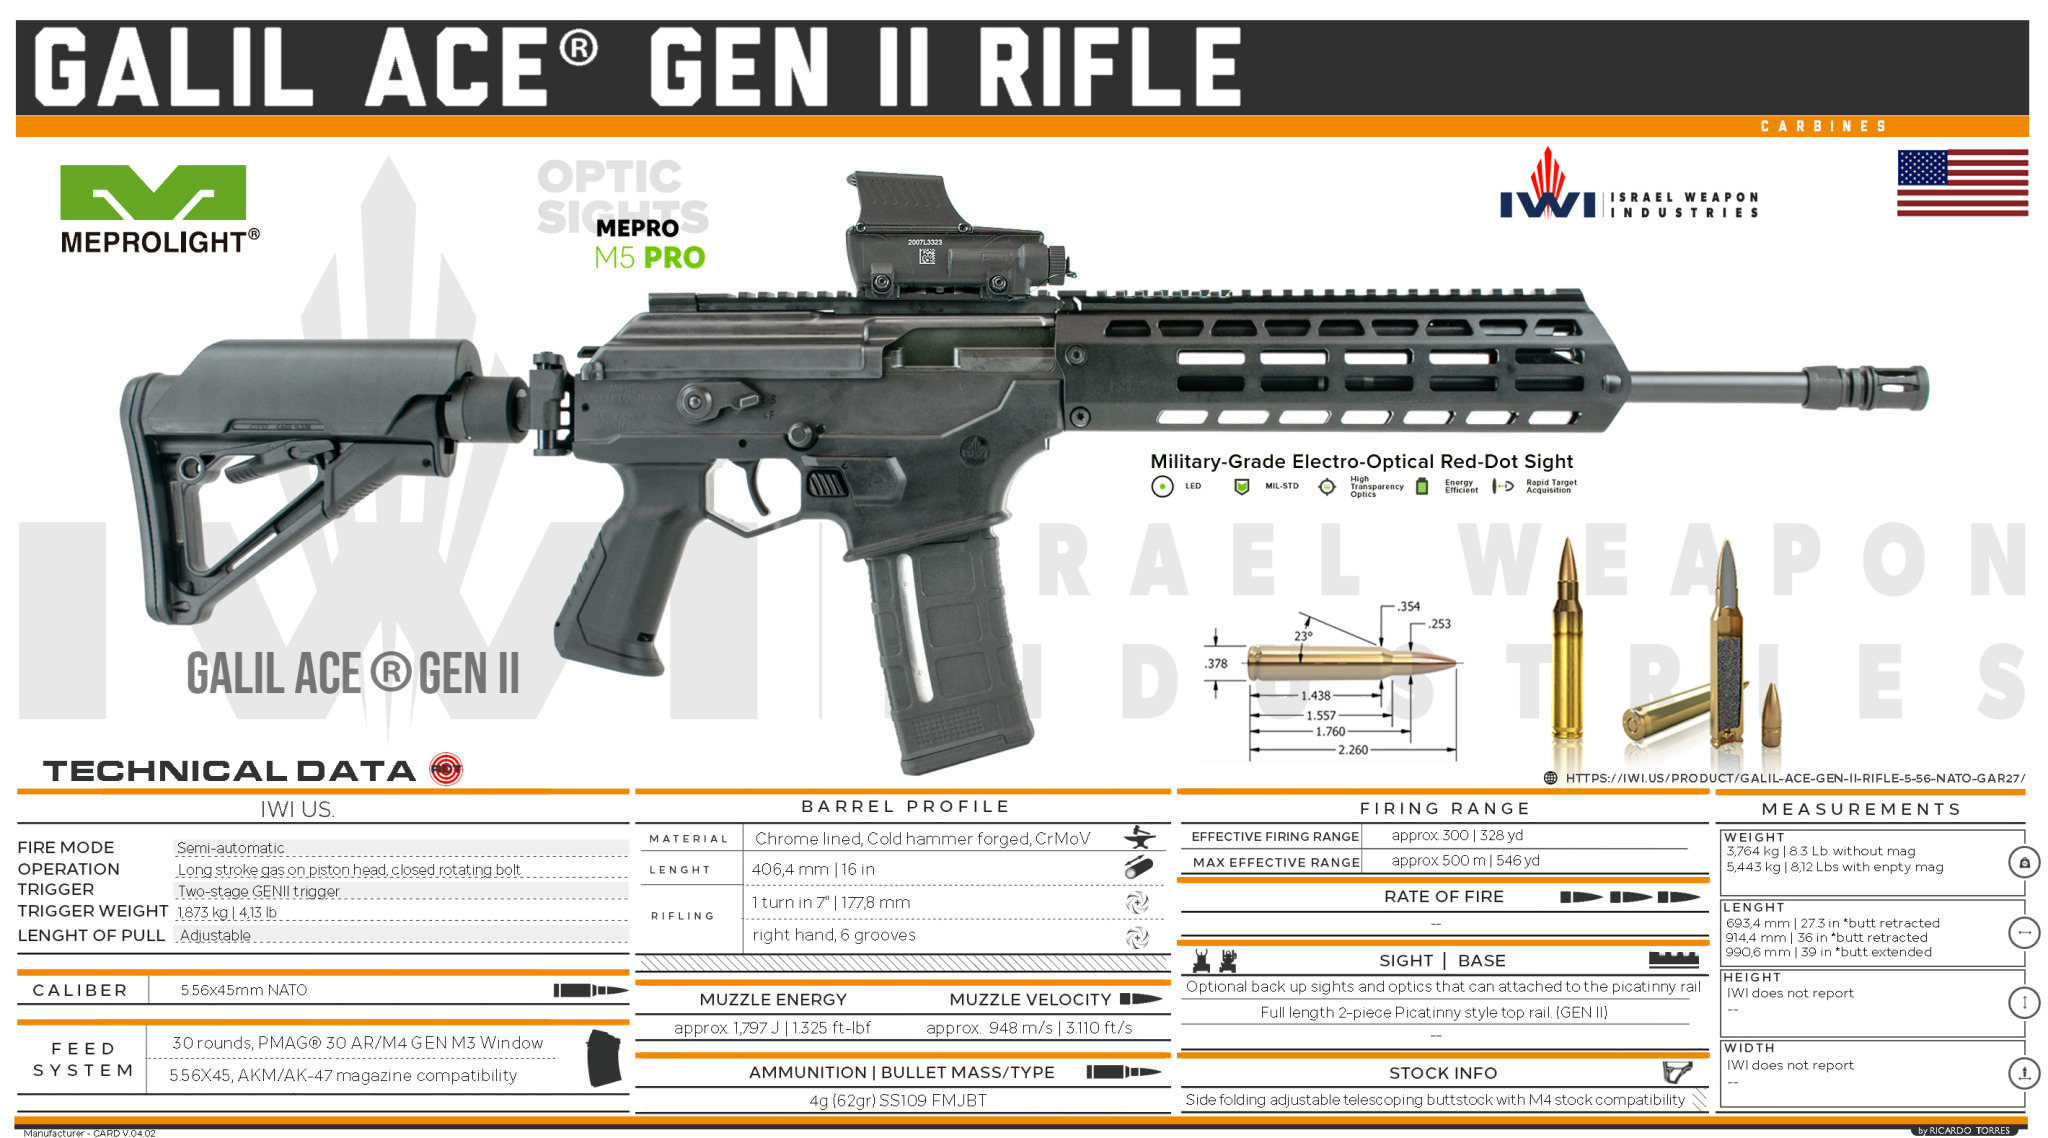 GALIL ACE® GEN II RIFLE
CARBINES
MEPROLIGHT®
OPTIC
SIGHTS
MEPRO
M5 PRO
2007L3323
IWI ISRAEL WEAPON
INDUSTRIES
S
F
Military-Grade Electro-Optical Red-Dot Sight
LED
MIL-STD
High
Transparency
Optics
Energy
Efficient
Rapid Target
Acquisition
IWI ISRAEL WEAPON
INDUSTRIES
GALIL ACE ® GEN II
.354
.253
23°
.378
1.438
1.557
1.760
2.260
TECHNICAL DATA
HTTPS://IWI.US/PRODUCT/GALIL-ACE-GEN-II-RIFLE-5-56-NATO-GAR27/
IWI US.
FIRE MODE Semi-automatic
OPERATION Long stroke gas on piston head, closed rotating bolt
TRIGGER Two-stage GENII trigger
TRIGGER WEIGHT 1,873 kg | 4,13 lb
LENGHT OF PULL Adjustable
CALIBER 5.56x45mm NATO
FEED
SYSTEM
30 rounds, PMAG® 30 AR/M4 GEN M3 Window
5.56X45, AKM/AK-47 magazine compatibility
BARREL PROFILE
MATERIAL Chrome lined, Cold hammer forged, CrMoV
LENGHT 406,4 mm | 16 in
RIFLING
1 turn in 7" | 177,8 mm
right hand, 6 grooves
MUZZLE ENERGY MUZZLE VELOCITY
approx. 1,797 J | 1.325 ft-lbf approx. 948 m/s | 3.110 ft/s
AMMUNITION | BULLET MASS/TYPE
4g (62gr) SS109 FMJBT
FIRING RANGE
EFFECTIVE FIRING RANGE approx. 300 | 328 yd
MAX EFFECTIVE RANGE approx 500 m | 546 yd
RATE OF FIRE
--
SIGHT | BASE
Optional back up sights and optics that can attached to the picatinny rail
Full length 2-piece Picatinny style top rail. (GEN II)
--
STOCK INFO
Side folding adjustable telescoping buttstock with M4 stock compatibility
MEASUREMENTS
WEIGHT
3,764 kg | 8.3 Lb. without mag
5,443 kg | 8,12 Lbs with enpty mag
LENGHT
693,4 mm | 27.3 in *butt retracted
914,4 mm | 36 in *butt retracted
990,6 mm | 39 in *butt extended
HEIGHT
IWI does not report
--
WIDTH
IWI does not report
--
Manufacturer - CARD V.04.02
by RICARDO TORRES